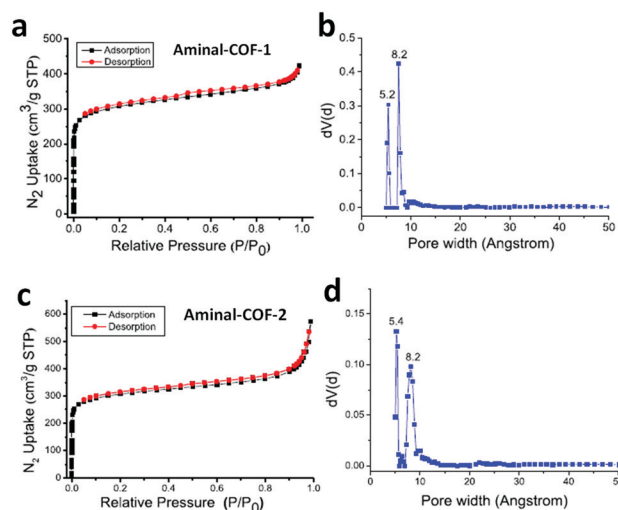 a
Aminal-COF-1
Adsorption
Desorption
500
400
300
200
100
0
N2 Uptake (cm3/g STP)
0.0 0.2 0.4 0.6 0.8 1.0
Relative Pressure (P/P0)
b
8.2
5.2
0.5
0.4
0.3
0.2
0.1
0.0
dV(d)
0 10 20 30 40 50
Pore width (Angstrom)
c
Aminal-COF-2
Adsorption
Desorption
600
500
400
300
200
100
0
N2 Uptake (cm3/g STP)
0.0 0.2 0.4 0.6 0.8 1.0
Relative Pressure (P/P0)
d
5.4
8.2
0.15
0.10
0.05
0.00
dV(d)
0 10 20 30 40 50
Pore width (Angstrom)